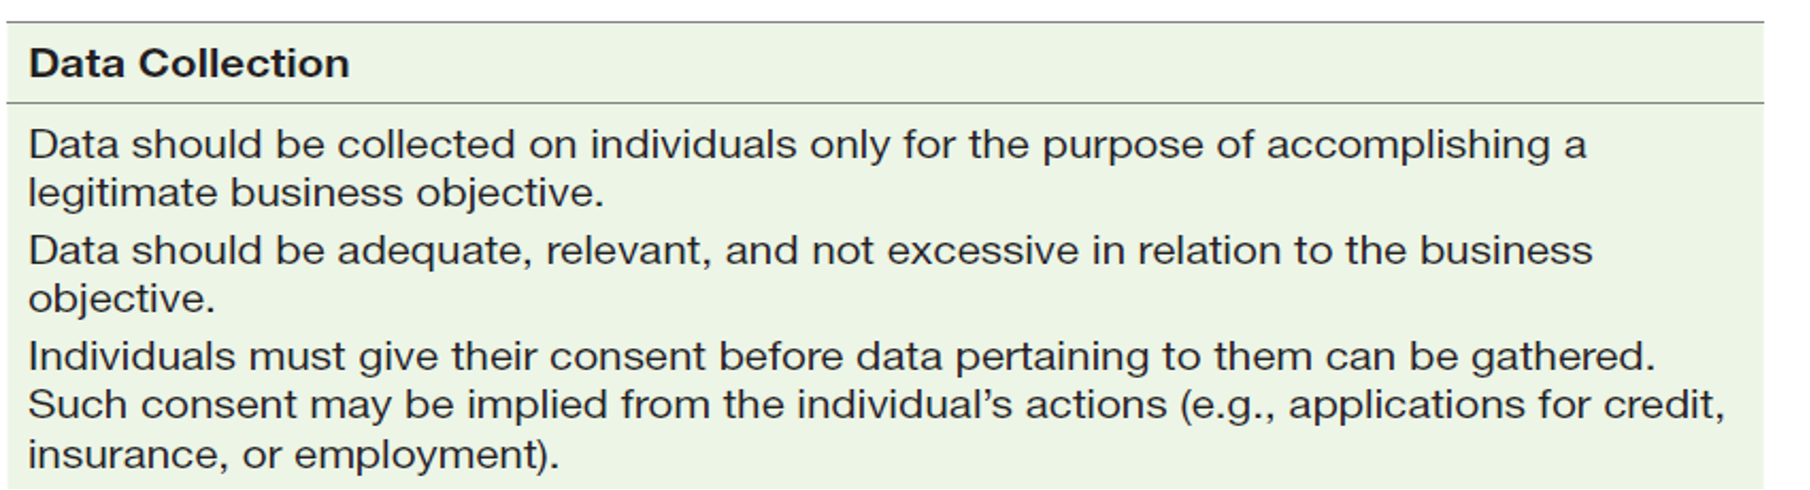 Data Collection
Data should be collected on individuals only for the purpose of accomplishing a
legitimate business objective.
Data should be adequate, relevant, and not excessive in relation to the business
objective.
Individuals must give their consent before data pertaining to them can be gathered.
Such consent may be implied from the individual’s actions (e.g., applications for credit,
insurance, or employment).